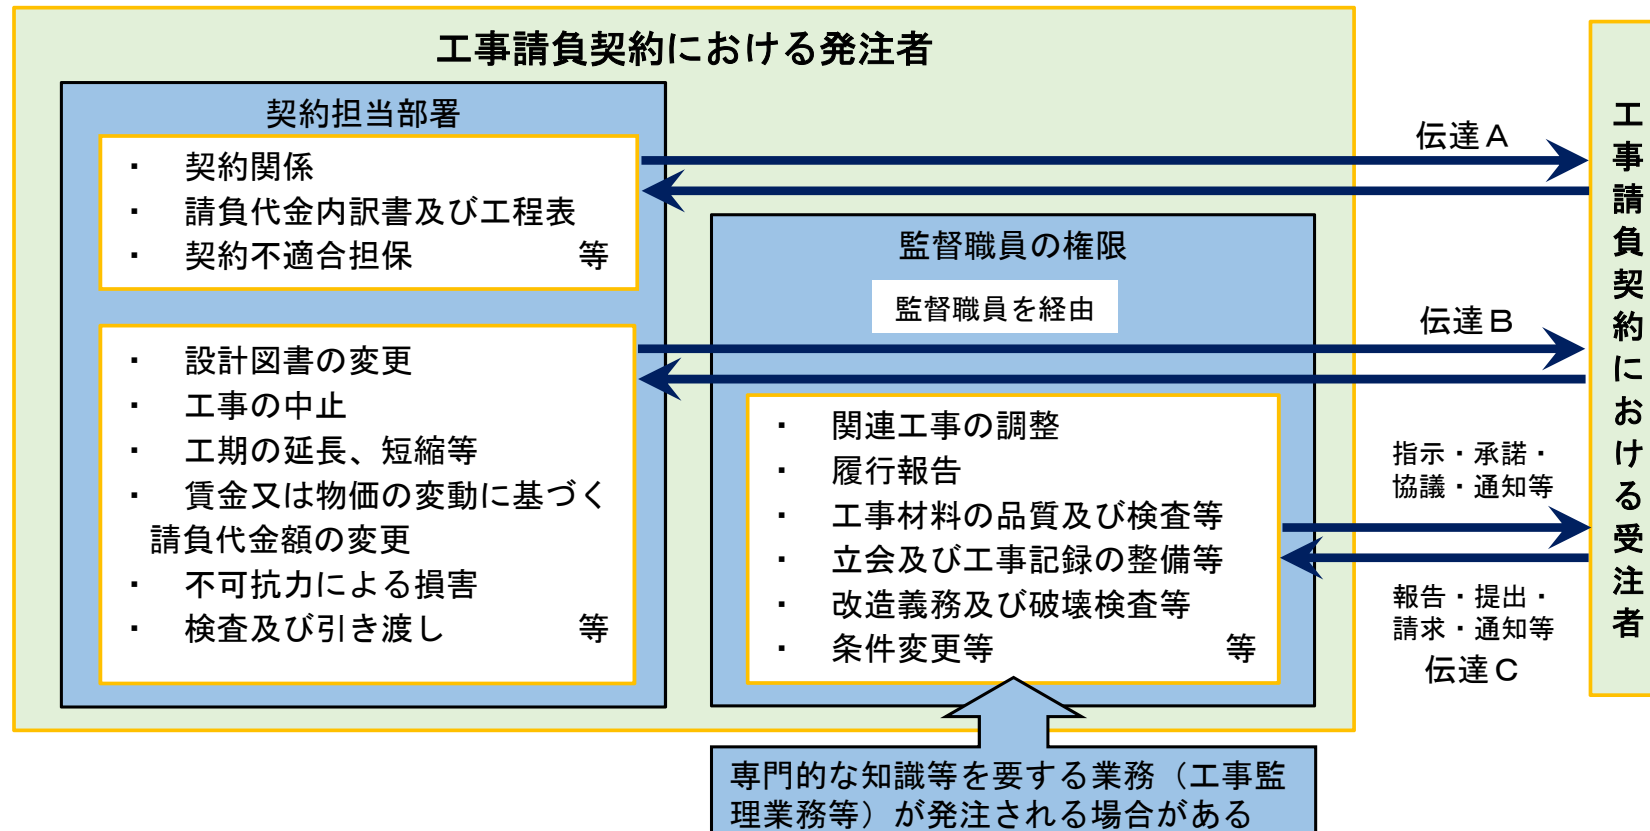 工事請負契約における発注者
契約担当部署
・ 契約関係
・ 請負代金内訳書及び工程表
・ 契約不適合担保 等
・ 設計図書の変更
・ 工事の中止
・ 工期の延長、短縮等
・ 賃金又は物価の変動に基づく
請負代金額の変更
・ 不可抗力による損害
・ 検査及び引き渡し 等
監督職員の権限
監督職員を経由
・ 関連工事の調整
・ 履行報告
・ 工事材料の品質及び検査等
・ 立会及び工事記録の整備等
・ 改造義務及び破壊検査等
・ 条件変更等 等
専門的な知識等を要する業務（工事監
理業務等）が発注される場合がある
伝達Ａ
伝達Ｂ
指示・承諾・
協議・通知等
報告・提出・
請求・通知等
伝達Ｃ
工事請負契約における受注者